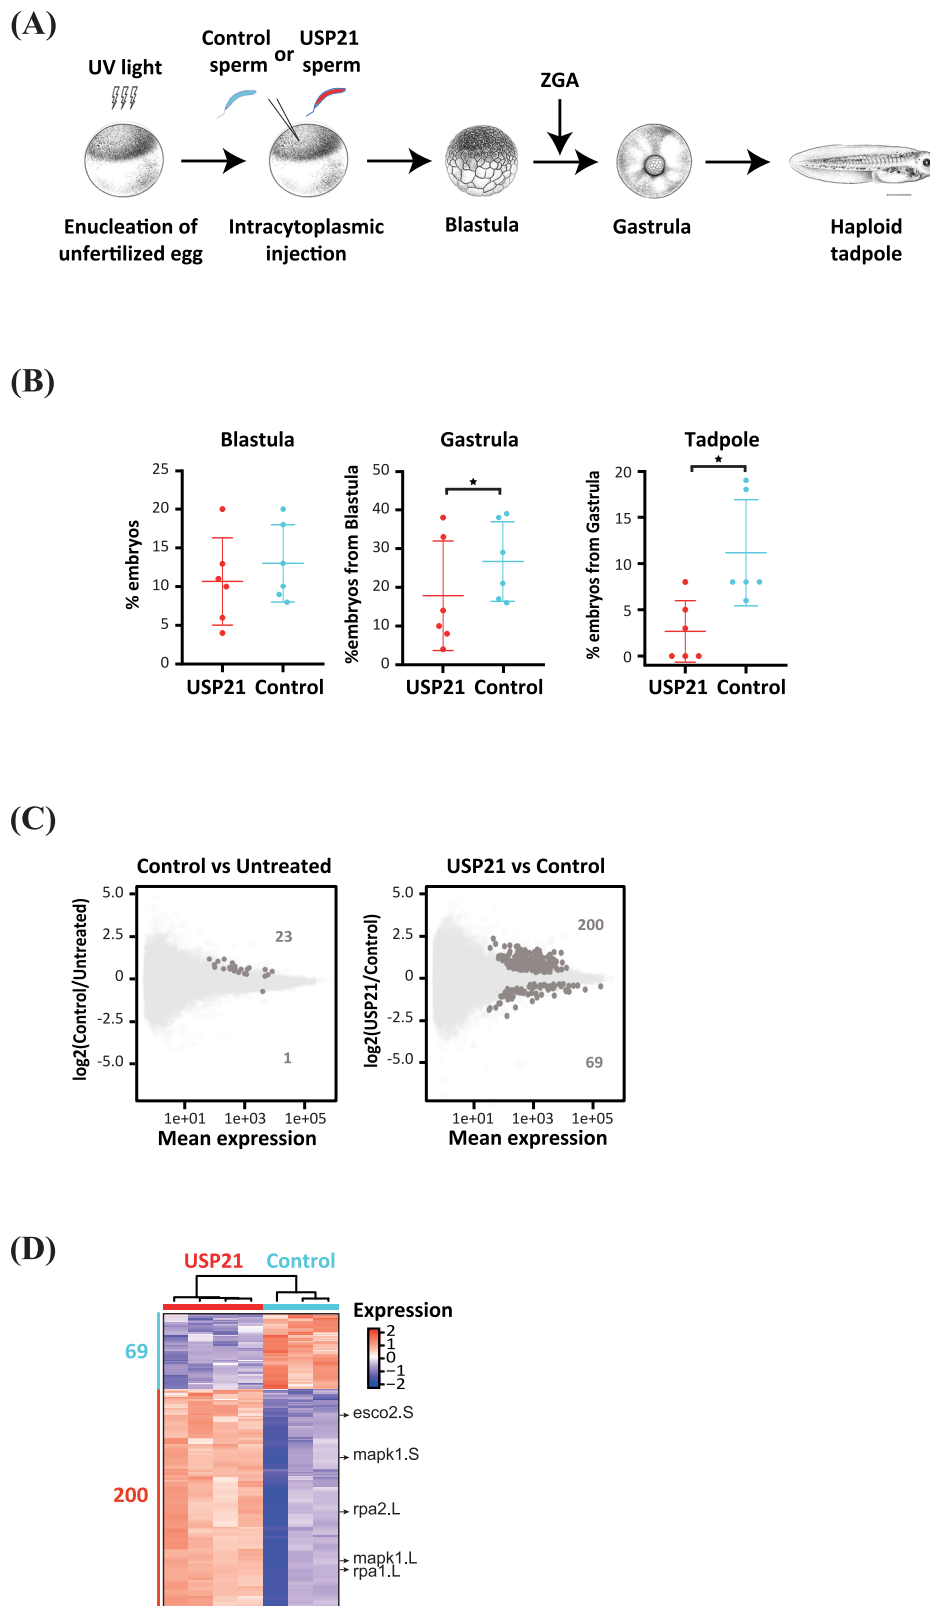 (A)
UV light
Control
sperm
or
USP21
sperm
ZGA
Enucleation of
unfertilized egg
Intracytoplasmic
injection
Blastula
Gastrula
Haploid
tadpole
(B)
Blastula
% embryos
25
20
15
10
5
0
USP21 Control
Gastrula
%embryos from Blastula
50
40
30
20
10
0
USP21 Control
Tadpole
% embryos from Gastrula
20
15
10
5
0
USP21 Control
(C)
Control vs Untreated
log2(Control/Untreated)
5.0
2.5
0
-2.5
-5.0
23
1
1e+01 1e+03 1e+05
Mean expression
USP21 vs Control
log2(USP21/Control)
5.0
2.5
0
-2.5
-5.0
200
69
1e+01 1e+03 1e+05
Mean expression
(D)
USP21 Control
69
200
Expression
2
1
0
−1
−2
esco2.S
mapk1.S
rpa2.L
mapk1.L
rpa1.L